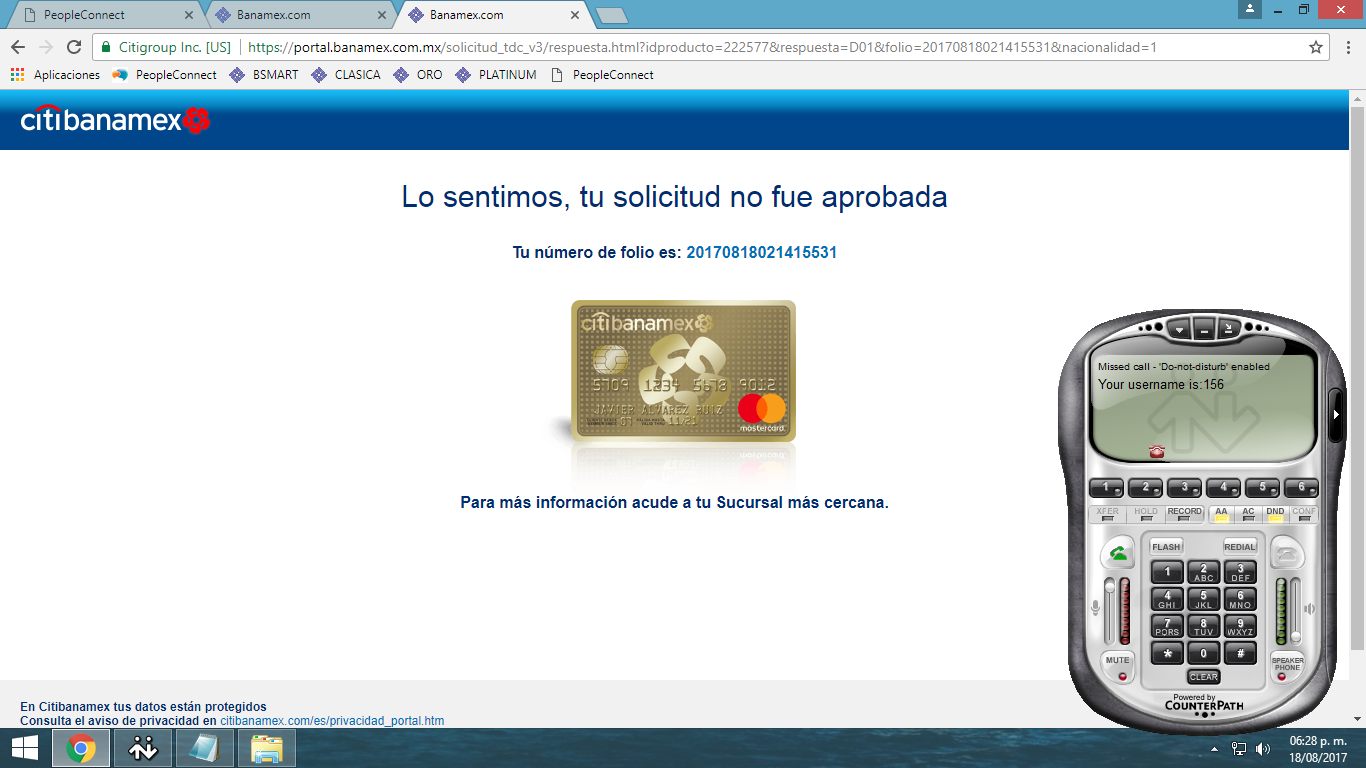 PeopleConnect
Banamex.com
Banamex.com
Citigroup Inc. [US]
https://portal.banamex.com.mx/solicitud_tdc_v3/respuesta.html?idproducto=222577&respuesta=D01&folio=20170818021415531&nacionalidad=1
Aplicaciones PeopleConnect BSMART CLASICA ORO PLATINUM PeopleConnect
citibanamex
Lo sentimos, tu solicitud no fue aprobada
Tu número de folio es: 20170818021415531
citibanamex
5709 1234 5678 9012
JAVIER ALVAREZ RUIZ
07 11/21
mastercard
Para más información acude a tu Sucursal más cercana.
Missed call - 'Do-not-disturb' enabled
Your username is:156
1 2 3 4 5 6
XFER HOLD RECORD AA AC DND CONF
FLASH REDIAL
1 2 ABC 3 DEF
4 GHI 5 JKL 6 MNO
7 PQRS 8 TUV 9 WXYZ
* 0 #
MUTE CLEAR SPEAKER PHONE
Powered by
COUNTERPATH
En Citibanamex tus datos están protegidos
Consulta el aviso de privacidad en citibanamex.com/es/privacidad_portal.htm
06:28 p. m.
18/08/2017